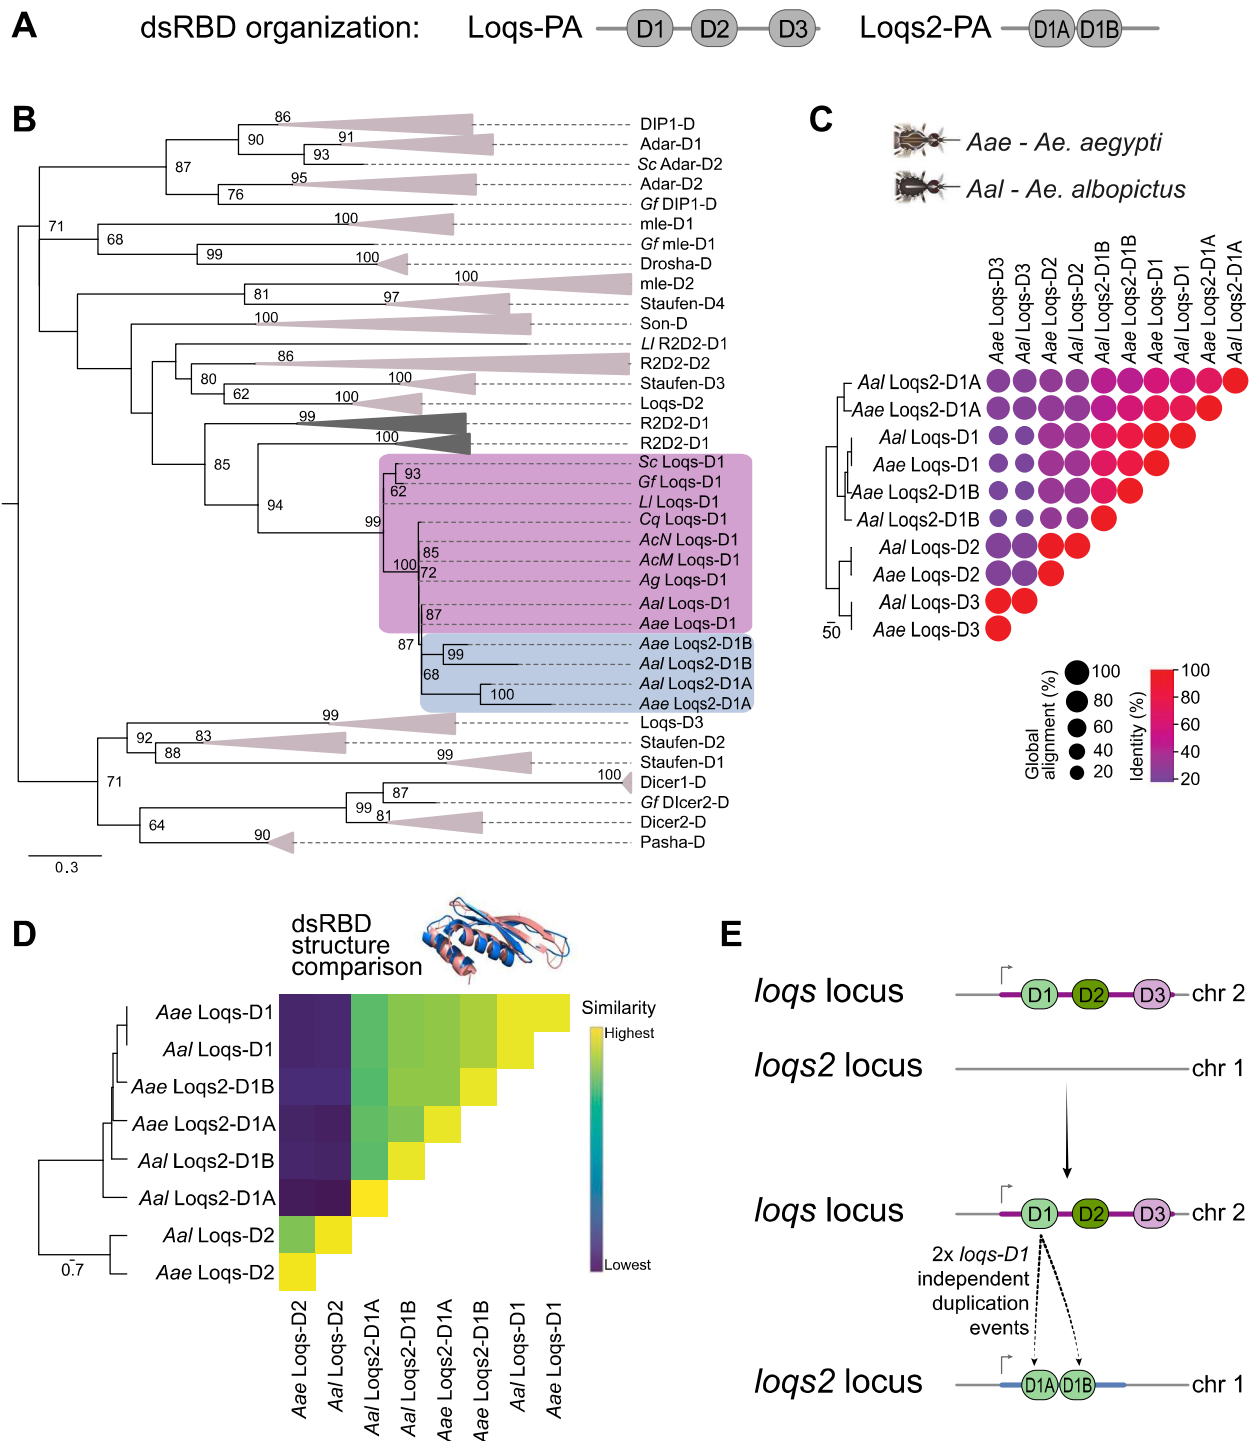 A
dsRBD organization:
Loqs-PA
D1
D2
D3
Loqs2-PA
D1A
D1B
B
86
90
91
93
87
95
76
71
100
68
99
100
100
81
97
100
86
80
100
62
100
99
100
85
94
93
62
99
85
100
72
87
87
99
68
100
99
92
83
88
99
71
100
87
99
81
64
90
0.3
DIP1-D
Adar-D1
Sc Adar-D2
Adar-D2
Gf DIP1-D
mle-D1
Gf mle-D1
Drosha-D
mle-D2
Staufen-D4
Son-D
Ll R2D2-D1
R2D2-D2
Staufen-D3
Loqs-D2
R2D2-D1
R2D2-D1
Sc Loqs-D1
Gf Loqs-D1
Ll Loqs-D1
Cq Loqs-D1
AcN Loqs-D1
AcM Loqs-D1
Ag Loqs-D1
Aal Loqs-D1
Aae Loqs-D1
Aae Loqs2-D1B
Aal Loqs2-D1B
Aal Loqs2-D1A
Aae Loqs2-D1A
Loqs-D3
Staufen-D2
Staufen-D1
Dicer1-D
Gf DIcer2-D
Dicer2-D
Pasha-D
C
Aae - Ae. aegypti
Aal - Ae. albopictus
Aae Loqs-D3
Aal Loqs-D3
Aae Loqs-D2
Aal Loqs-D2
Aal Loqs2-D1B
Aae Loqs2-D1B
Aae Loqs-D1
Aal Loqs-D1
Aae Loqs2-D1A
Aal Loqs2-D1A
Aal Loqs2-D1A
Aae Loqs2-D1A
Aal Loqs-D1
Aae Loqs-D1
Aae Loqs2-D1B
Aal Loqs2-D1B
Aal Loqs-D2
Aae Loqs-D2
Aal Loqs-D3
Aae Loqs-D3
50
Global
alignment (%)
100
80
60
40
20
Identity (%)
100
80
60
40
20
D
dsRBD
structure
comparison
Aae Loqs-D1
Aal Loqs-D1
Aae Loqs2-D1B
Aae Loqs2-D1A
Aal Loqs2-D1B
Aal Loqs2-D1A
Aal Loqs-D2
Aae Loqs-D2
0.7
Similarity
Highest
Lowest
Aae Loqs-D2
Aal Loqs-D2
Aal Loqs2-D1A
Aal Loqs2-D1B
Aae Loqs2-D1A
Aae Loqs2-D1B
Aal Loqs-D1
Aae Loqs-D1
E
loqs locus
D1
D2
D3
chr 2
loqs2 locus
chr 1
loqs locus
D1
D2
D3
chr 2
2x loqs-D1
independent
duplication
events
loqs2 locus
D1A
D1B
chr 1